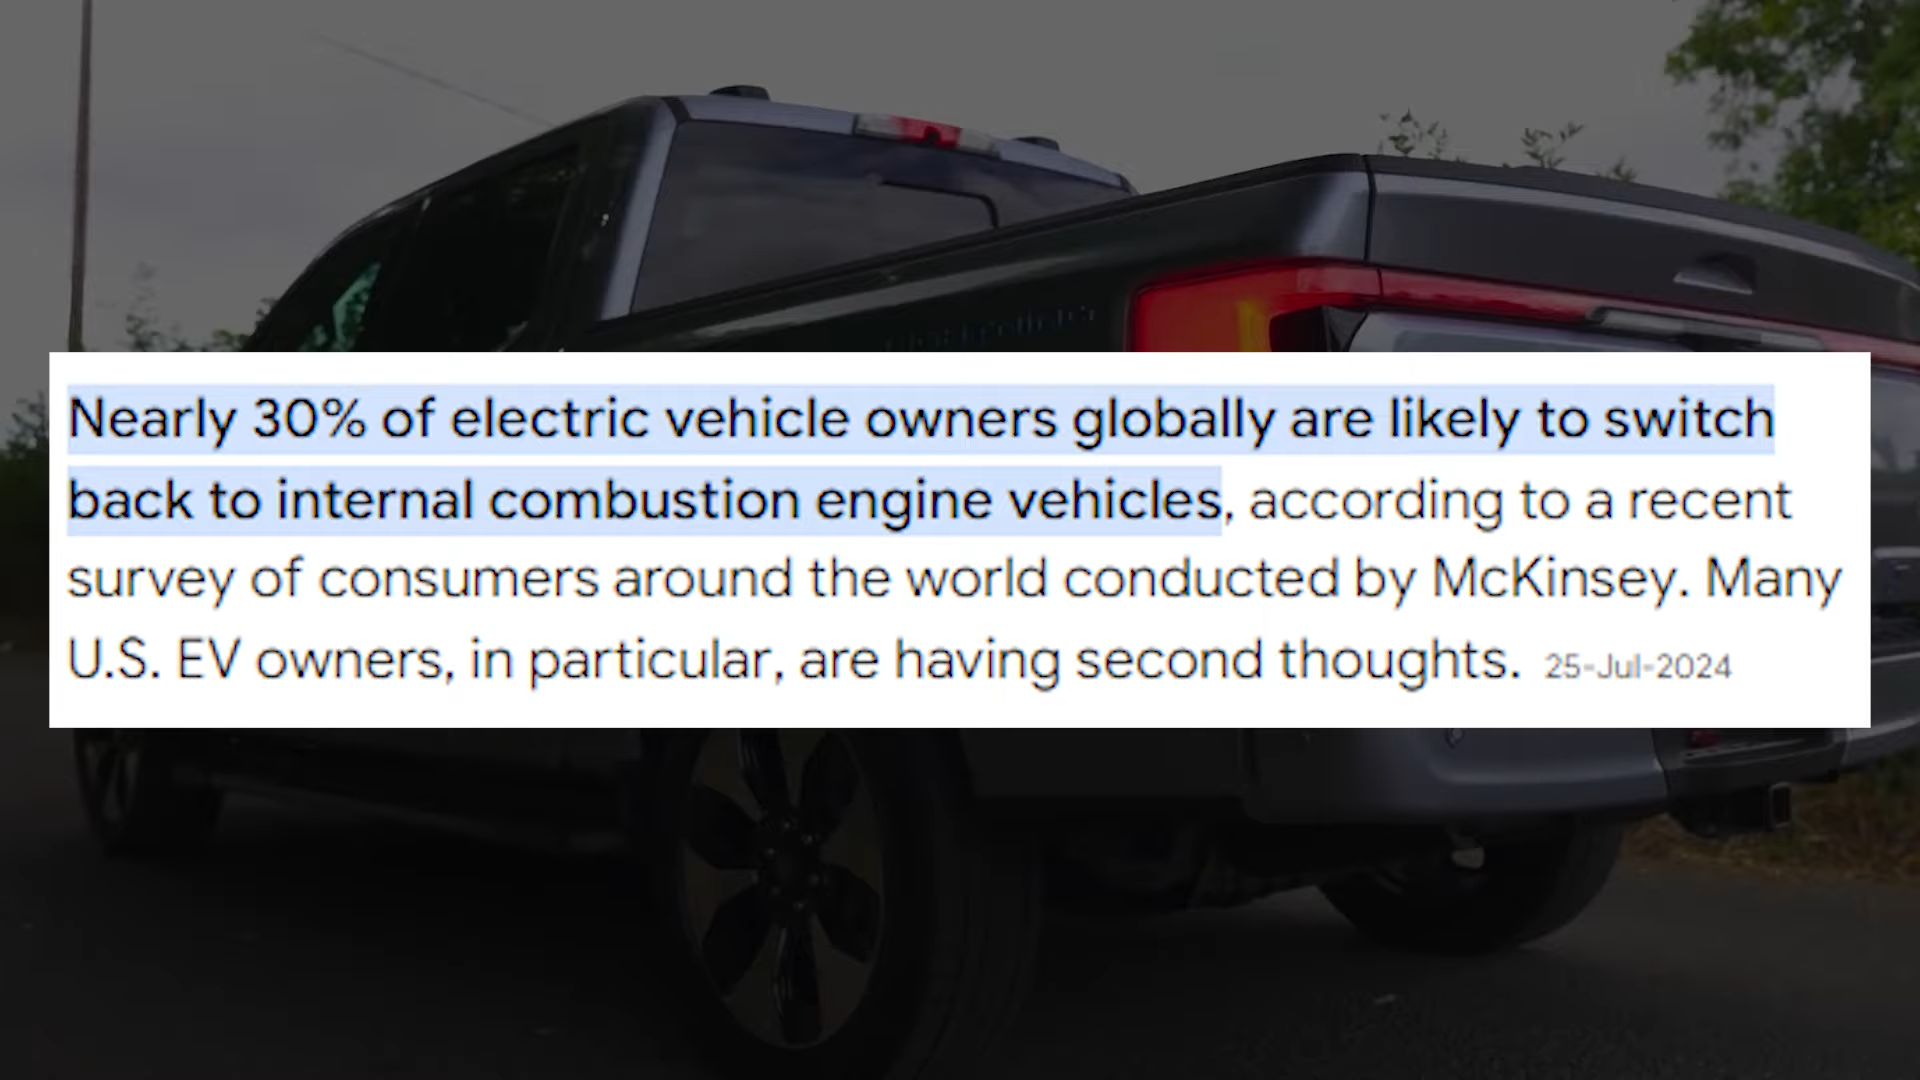 Nearly 30% of electric vehicle owners globally are likely to switch
back to internal combustion engine vehicles, according to a recent
survey of consumers around the world conducted by McKinsey. Many
U.S. EV owners, in particular, are having second thoughts. 25-Jul-2024